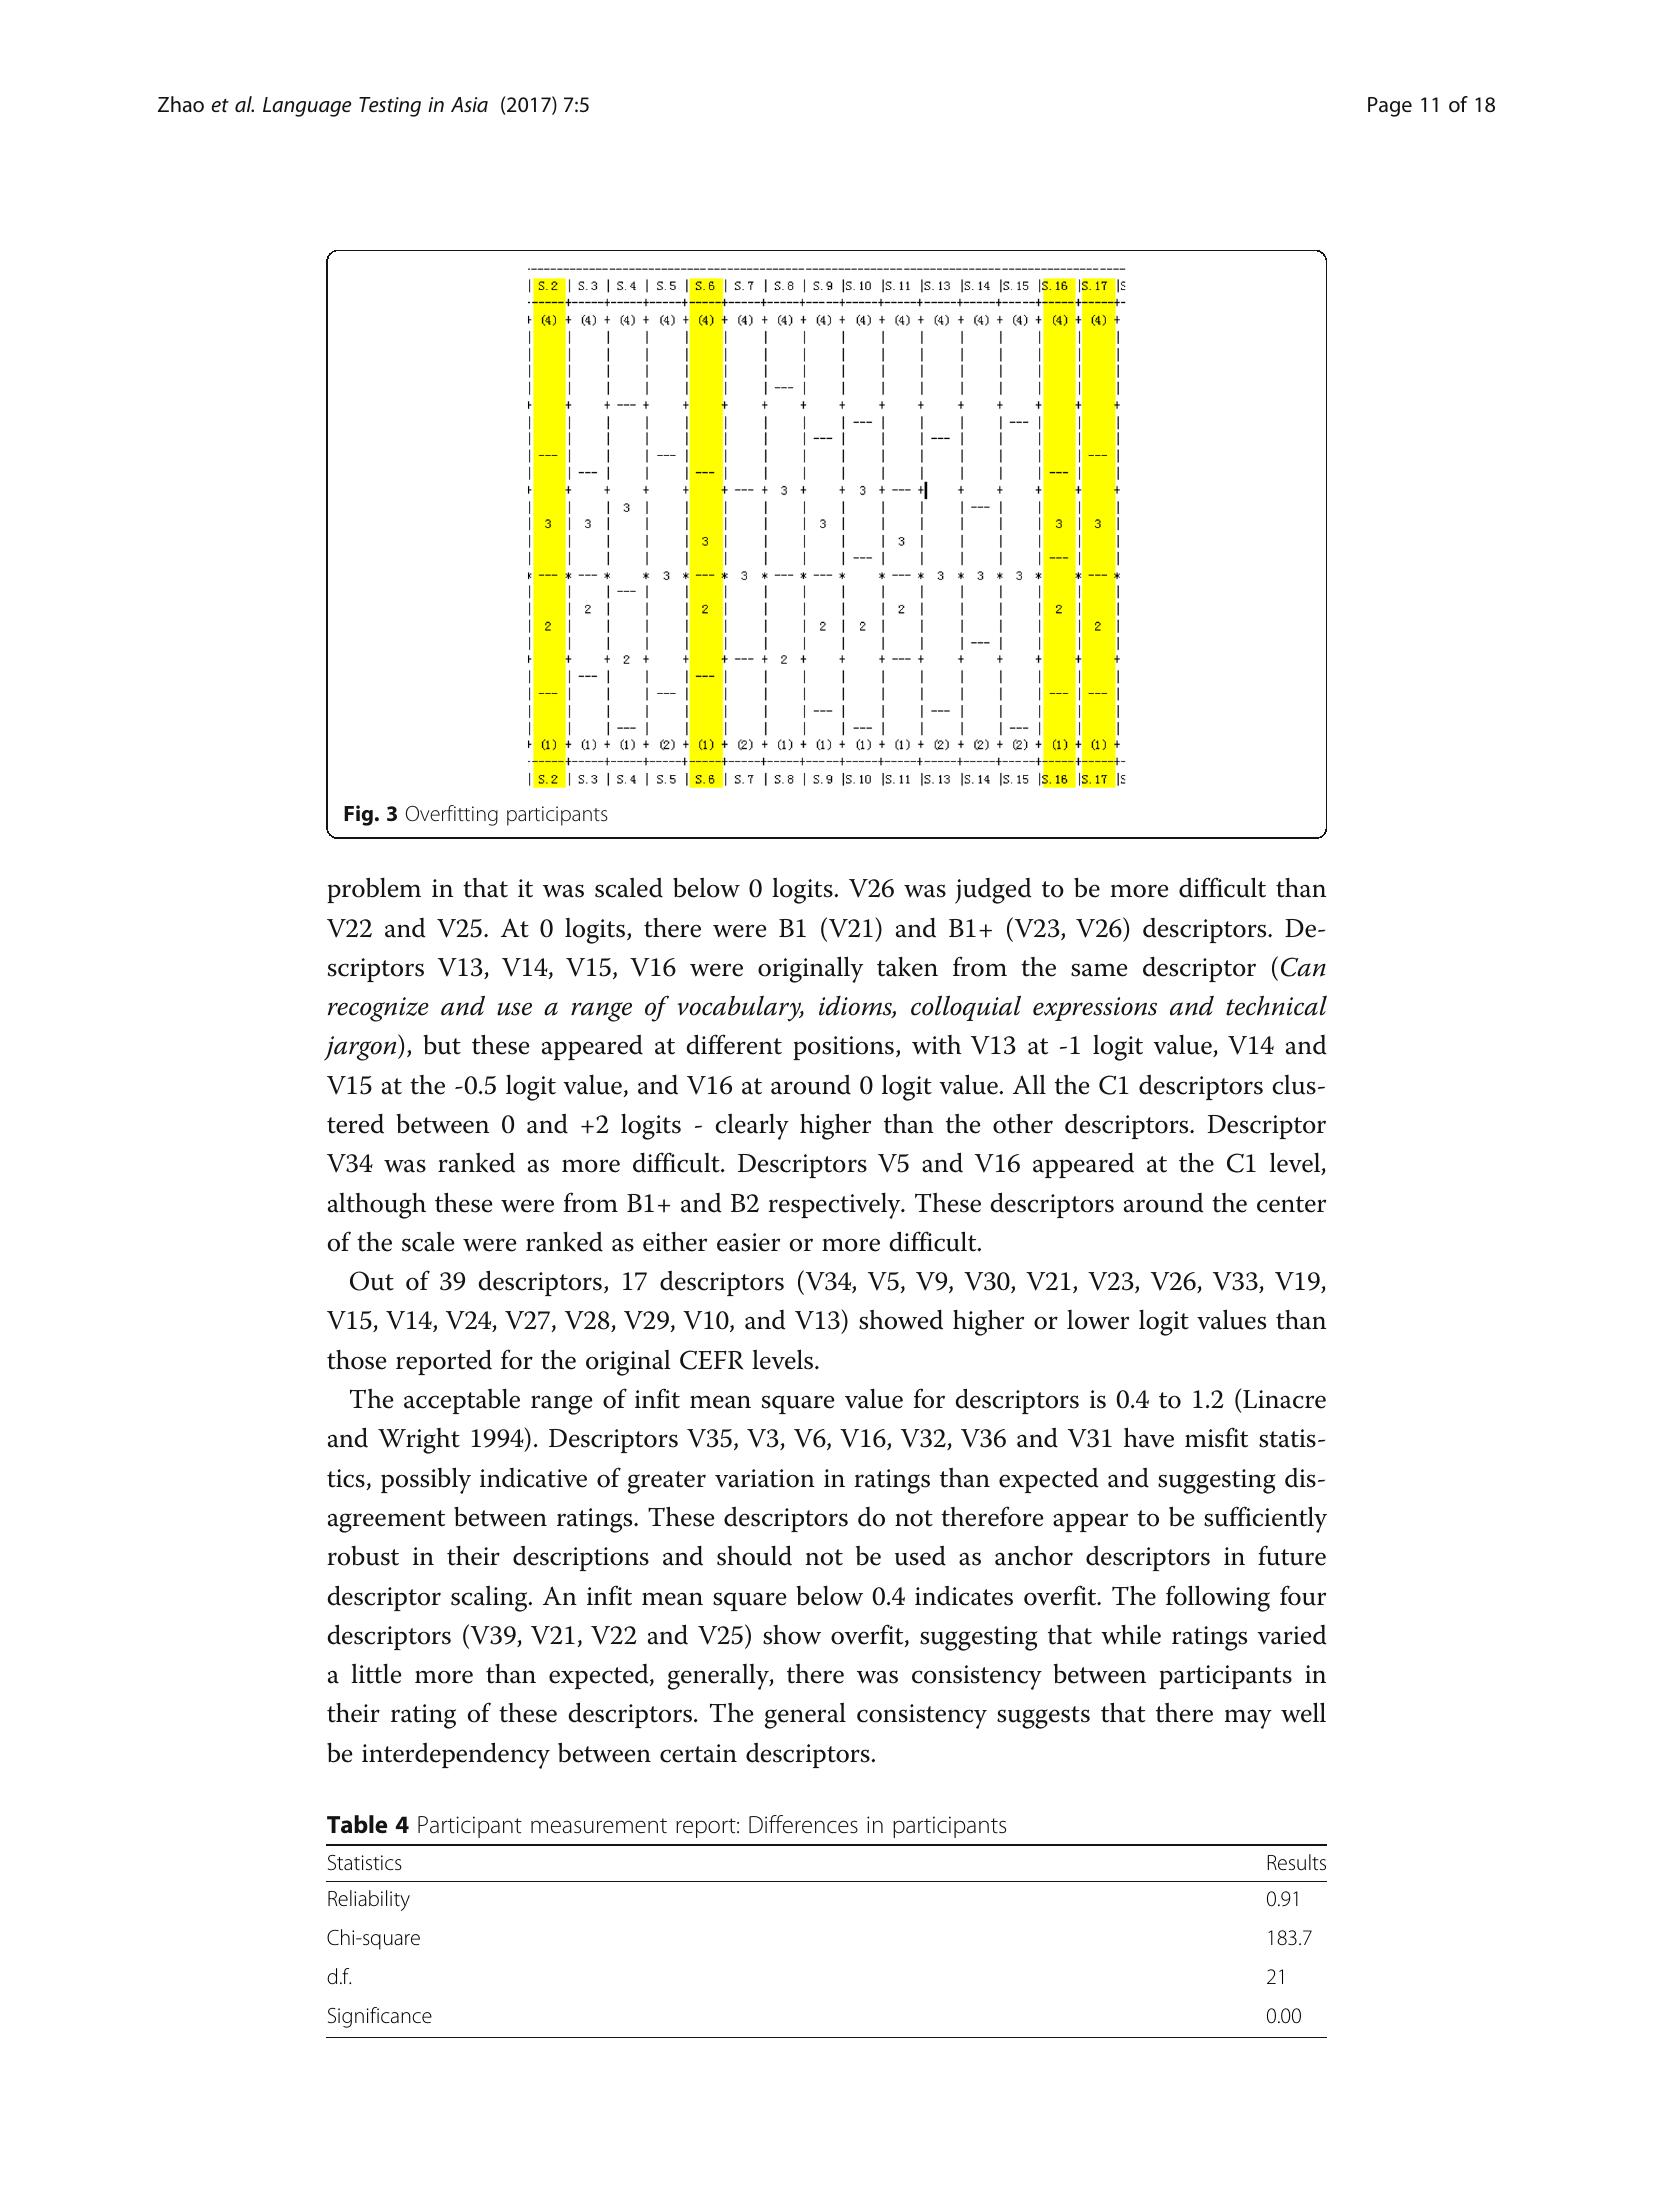 Zhao et al. Language Testing in Asia (2017) 7:5
Page 11 of 18
| S.2 | S.3 | S.4 | S.5 | S.6 | S.7 | S.8 | S.9 |S.10 |S.11 |S.13 |S.14 |S.15 |S.16 |S.17 |S
+ (4) + (4) + (4) + (4) + (4) + (4) + (4) + (4) + (4) + (4) + (4) + (4) + (4) + (4) + (4) +
3 3
3
3 3 3 3 3
3 3
3 3 3 3 3
2 2 2 2
2 2 2 2
2 2
+ (1) + (1) + (1) + (2) + (1) + (2) + (1) + (1) + (1) + (1) + (2) + (2) + (2) + (1) + (1) +
| S.2 | S.3 | S.4 | S.5 | S.6 | S.7 | S.8 | S.9 |S.10 |S.11 |S.13 |S.14 |S.15 |S.16 |S.17 |S
Fig. 3 Overfitting participants
problem in that it was scaled below 0 logits. V26 was judged to be more difficult than
V22 and V25. At 0 logits, there were B1 (V21) and B1+ (V23, V26) descriptors. De-
scriptors V13, V14, V15, V16 were originally taken from the same descriptor (Can
recognize and use a range of vocabulary, idioms, colloquial expressions and technical
jargon), but these appeared at different positions, with V13 at -1 logit value, V14 and
V15 at the -0.5 logit value, and V16 at around 0 logit value. All the C1 descriptors clus-
tered between 0 and +2 logits - clearly higher than the other descriptors. Descriptor
V34 was ranked as more difficult. Descriptors V5 and V16 appeared at the C1 level,
although these were from B1+ and B2 respectively. These descriptors around the center
of the scale were ranked as either easier or more difficult.
Out of 39 descriptors, 17 descriptors (V34, V5, V9, V30, V21, V23, V26, V33, V19,
V15, V14, V24, V27, V28, V29, V10, and V13) showed higher or lower logit values than
those reported for the original CEFR levels.
The acceptable range of infit mean square value for descriptors is 0.4 to 1.2 (Linacre
and Wright 1994). Descriptors V35, V3, V6, V16, V32, V36 and V31 have misfit statis-
tics, possibly indicative of greater variation in ratings than expected and suggesting dis-
agreement between ratings. These descriptors do not therefore appear to be sufficiently
robust in their descriptions and should not be used as anchor descriptors in future
descriptor scaling. An infit mean square below 0.4 indicates overfit. The following four
descriptors (V39, V21, V22 and V25) show overfit, suggesting that while ratings varied
a little more than expected, generally, there was consistency between participants in
their rating of these descriptors. The general consistency suggests that there may well
be interdependency between certain descriptors.
Table 4 Participant measurement report: Differences in participants
Statistics Results
Reliability 0.91
Chi-square 183.7
d.f. 21
Significance 0.00